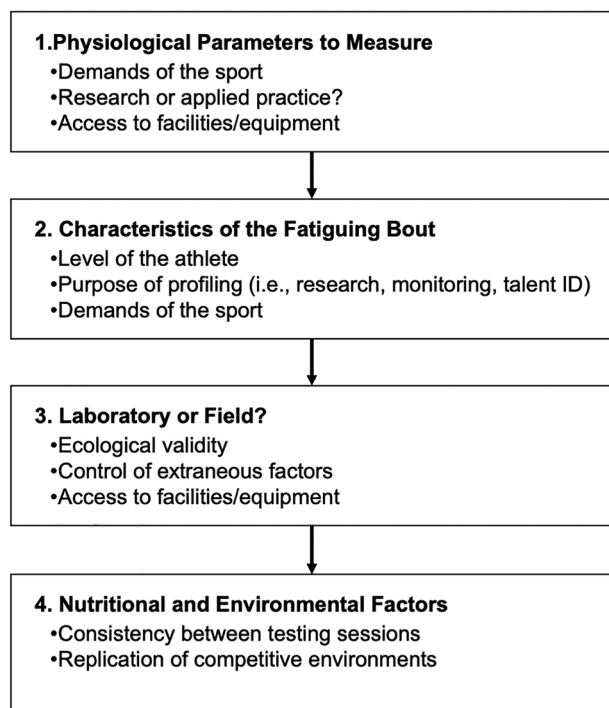 1.Physiological Parameters to Measure
•Demands of the sport
•Research or applied practice?
•Access to facilities/equipment
2. Characteristics of the Fatiguing Bout
•Level of the athlete
•Purpose of profiling (i.e., research, monitoring, talent ID)
•Demands of the sport
3. Laboratory or Field?
•Ecological validity
•Control of extraneous factors
•Access to facilities/equipment
4. Nutritional and Environmental Factors
•Consistency between testing sessions
•Replication of competitive environments